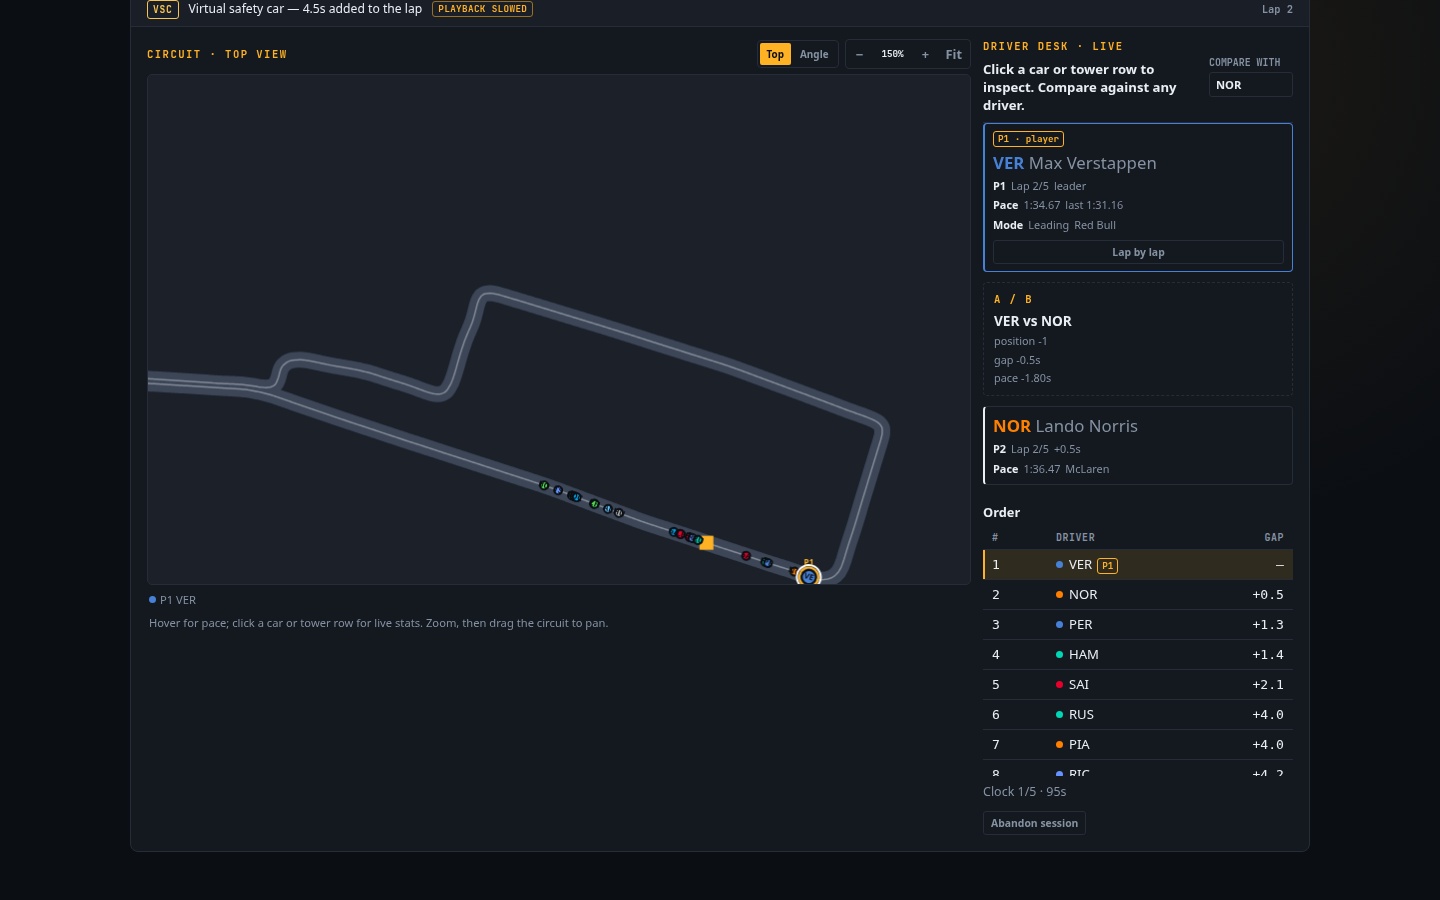 VSC Virtual safety car — 4.5s added to the lap PLAYBACK SLOWED Lap 2
CIRCUIT · TOP VIEW
Top Angle − 150% + Fit
P1
P1 VER
Hover for pace; click a car or tower row for live stats. Zoom, then drag the circuit to pan.
DRIVER DESK · LIVE
Click a car or tower row to
inspect. Compare against any
driver.
COMPARE WITH
NOR
P1 · player
VER Max Verstappen
P1 Lap 2/5 leader
Pace 1:34.67 last 1:31.16
Mode Leading Red Bull
Lap by lap
A / B
VER vs NOR
position -1
gap -0.5s
pace -1.80s
NOR Lando Norris
P2 Lap 2/5 +0.5s
Pace 1:36.47 McLaren
Order
# DRIVER GAP
1 VER P1 —
2 NOR +0.5
3 PER +1.3
4 HAM +1.4
5 SAI +2.1
6 RUS +4.0
7 PIA +4.0
8 RIC +4.2
Clock 1/5 · 95s
Abandon session